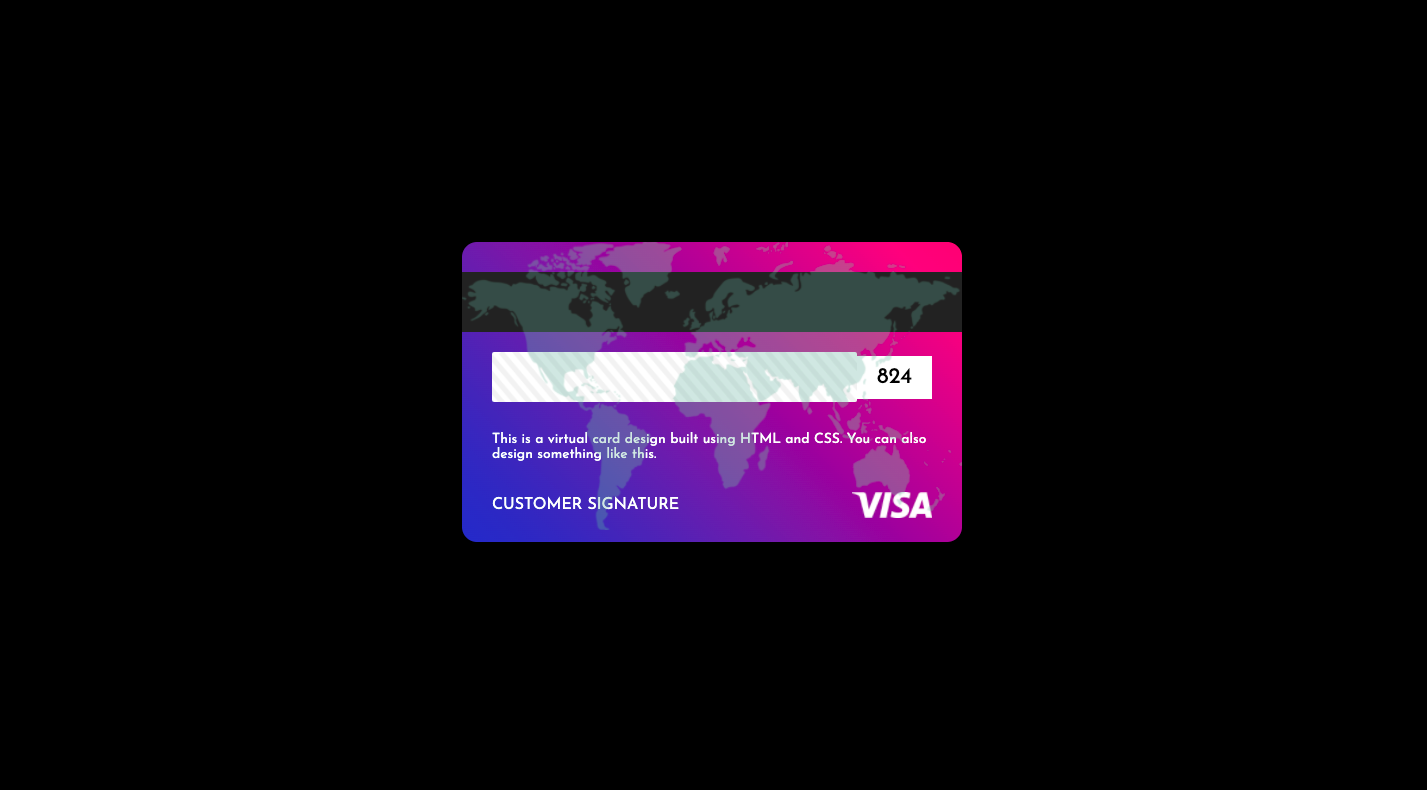 824
This is a virtual card design built using HTML and CSS. You can also
design something like this.
CUSTOMER SIGNATURE
VISA